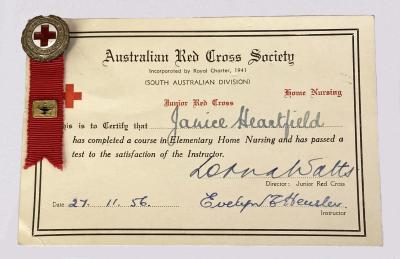 Australian Red Cross Society
Incorporated by Royal Charter, 1941
(SOUTH AUSTRALIAN DIVISION)
Home Nursing
Junior Red Cross
This is to Certify that Janice Heartfield
has completed a course in Elementary Home Nursing and has passed a
test to the satisfaction of the Instructor.
Lorna Watts
Director: Junior Red Cross
Date 27. 11. 56. Evelyn E Hensler.
Instructor